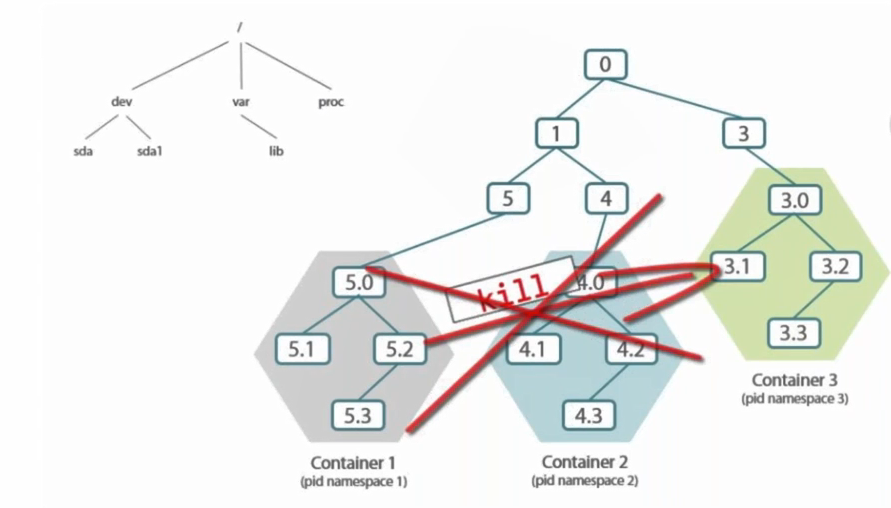 /
dev var proc
sda sda1 lib
0
1 3
5 4 3.0
3.1 3.2
5.0 kill 4.0
5.1 5.2 4.1 4.2 3.3
5.3 4.3
Container 3
(pid namespace 3)
Container 1
(pid namespace 1)
Container 2
(pid namespace 2)